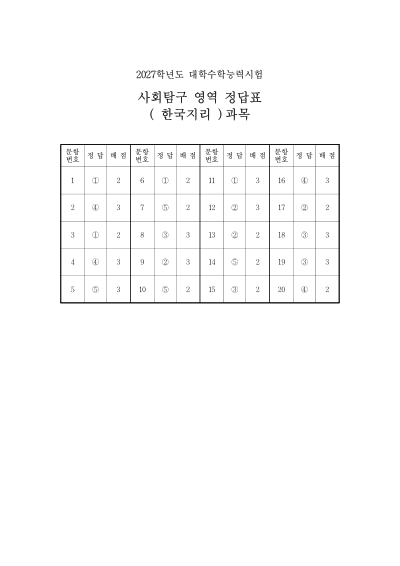 2027학년도 대학수학능력시험
사회탐구 영역 정답표
( 한국지리 )과목
문항번호 정 답 배 점 문항번호 정 답 배 점 문항번호 정 답 배 점 문항번호 정 답 배 점
1 ① 2 6 ① 2 11 ① 3 16 ④ 3
2 ④ 3 7 ⑤ 2 12 ② 3 17 ② 2
3 ① 2 8 ③ 3 13 ② 2 18 ③ 3
4 ④ 3 9 ② 3 14 ⑤ 2 19 ③ 3
5 ⑤ 3 10 ⑤ 2 15 ③ 2 20 ④ 2